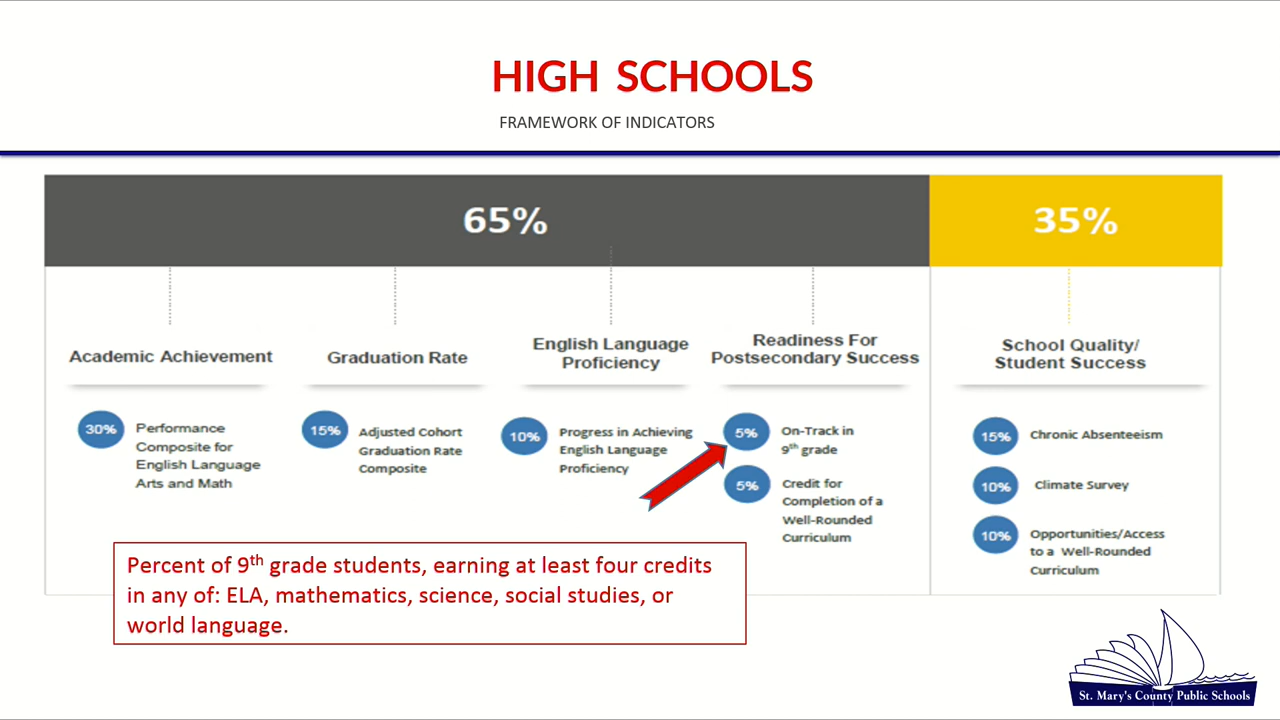 HIGH SCHOOLS
FRAMEWORK OF INDICATORS
65%
35%
Academic Achievement
Graduation Rate
English Language
Proficiency
Readiness For
Postsecondary Success
School Quality/
Student Success
30%
Performance
Composite for
English Language
Arts and Math
15%
Adjusted Cohort
Graduation Rate
Composite
10%
Progress in Achieving
English Language
Proficiency
5%
On-Track in
9th grade
5%
Credit for
Completion of a
Well-Rounded
Curriculum
15%
Chronic Absenteeism
10%
Climate Survey
10%
Opportunities/Access
to a Well-Rounded
Curriculum
Percent of 9th grade students, earning at least four credits
in any of: ELA, mathematics, science, social studies, or
world language.
St. Mary's County Public Schools